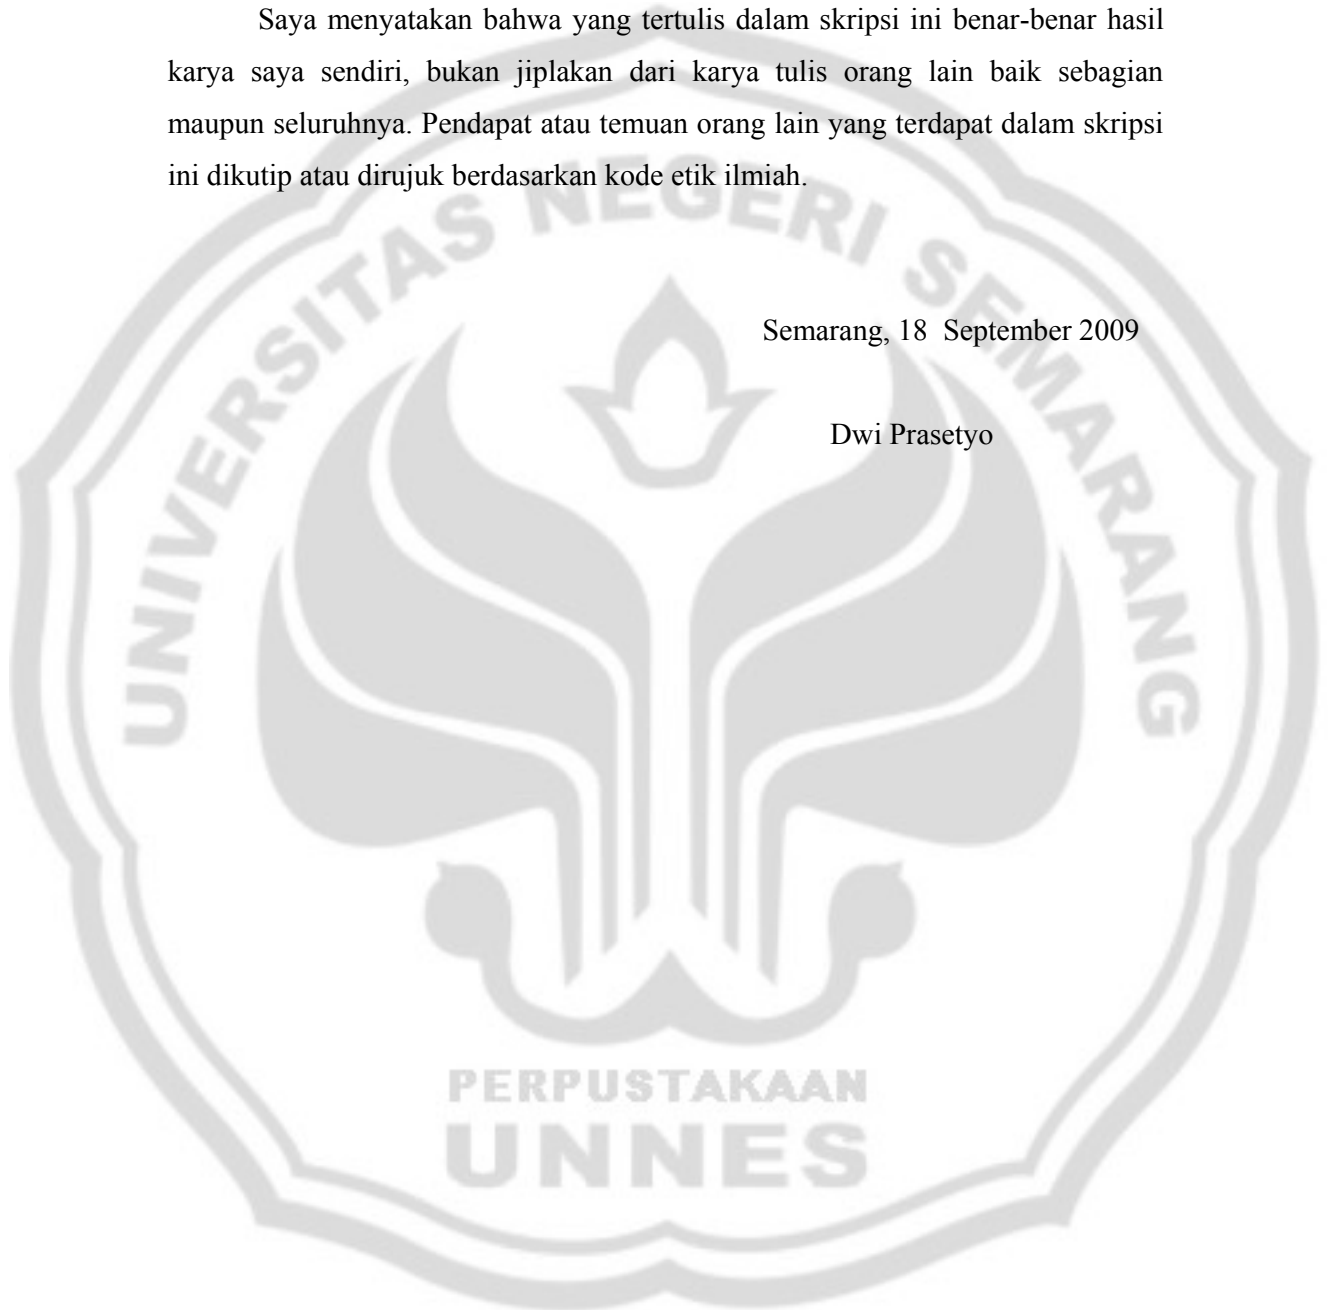 Saya menyatakan bahwa yang tertulis dalam skripsi ini benar-benar hasil
karya saya sendiri, bukan jiplakan dari karya tulis orang lain baik sebagian
maupun seluruhnya. Pendapat atau temuan orang lain yang terdapat dalam skripsi
ini dikutip atau dirujuk berdasarkan kode etik ilmiah.
UNIVERSITAS NEGERI SEMARANG
Semarang, 18  September 2009
Dwi Prasetyo
PERPUSTAKAAN
UNNES